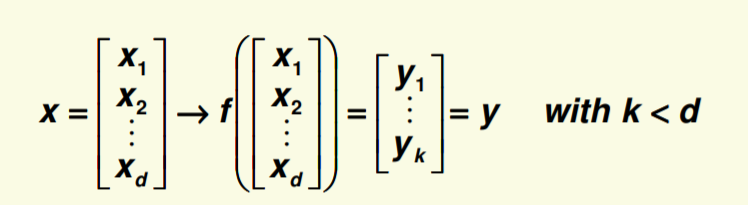 x = [x₁ x₂ ⋮ x_d] → f([x₁ x₂ ⋮ x_d]) = [y₁ ⋮ y_k] = y with k < d